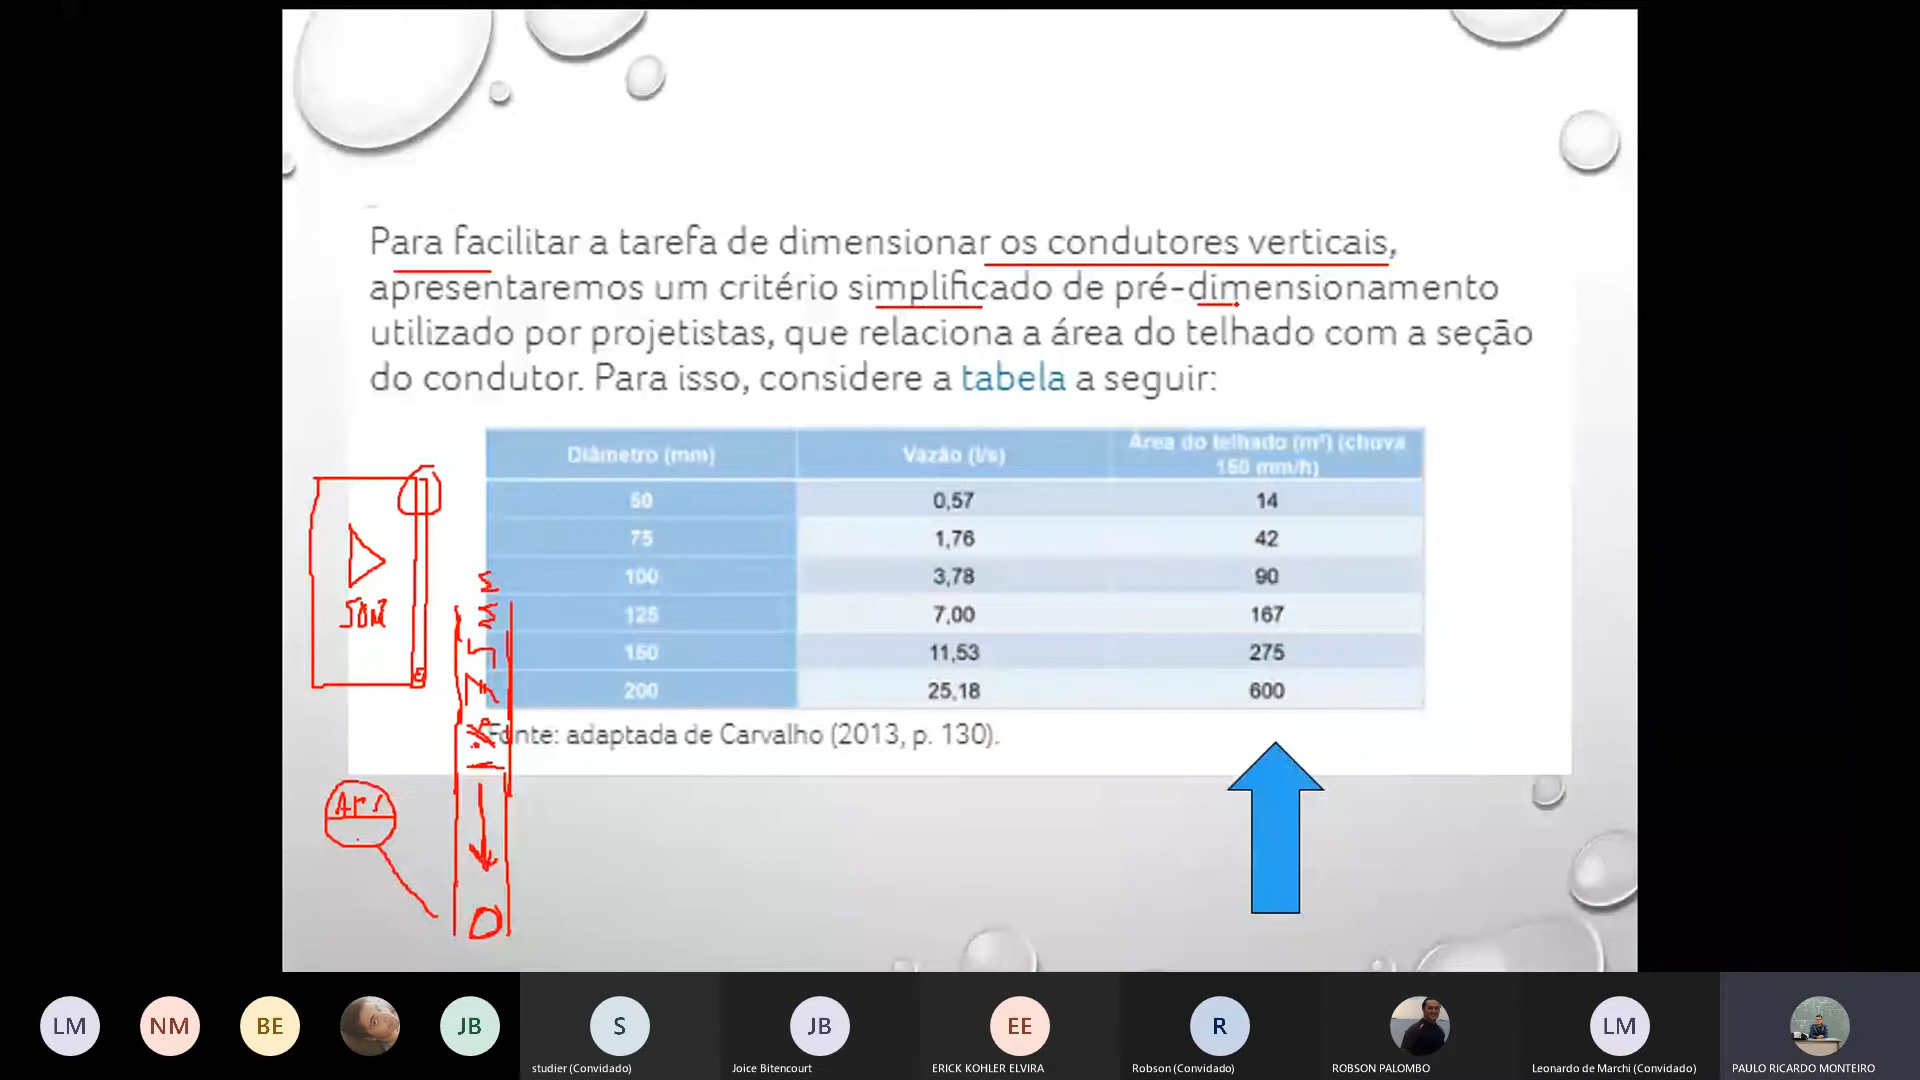 Para facilitar a tarefa de dimensionar os condutores verticais,
apresentaremos um critério simplificado de pré-dimensionamento
utilizado por projetistas, que relaciona a área do telhado com a seção
do condutor. Para isso, considere a tabela a seguir:
Diâmetro (mm) Vazão (l/s) Área do telhado (m²) (chuva
150 mm/h)
50 0,57 14
75 1,76 42
100 3,78 90
125 7,00 167
150 11,53 275
200 25,18 600
Fonte: adaptada de Carvalho (2013, p. 130).
75mm
1%
LM NM BE JB S JB EE R LM
studier (Convidado) Joice Bitencourt ERICK KOHLER ELVIRA Robson (Convidado) ROBSON PALOMBO Leonardo de Marchi (Convidado) PAULO RICARDO MONTEIRO